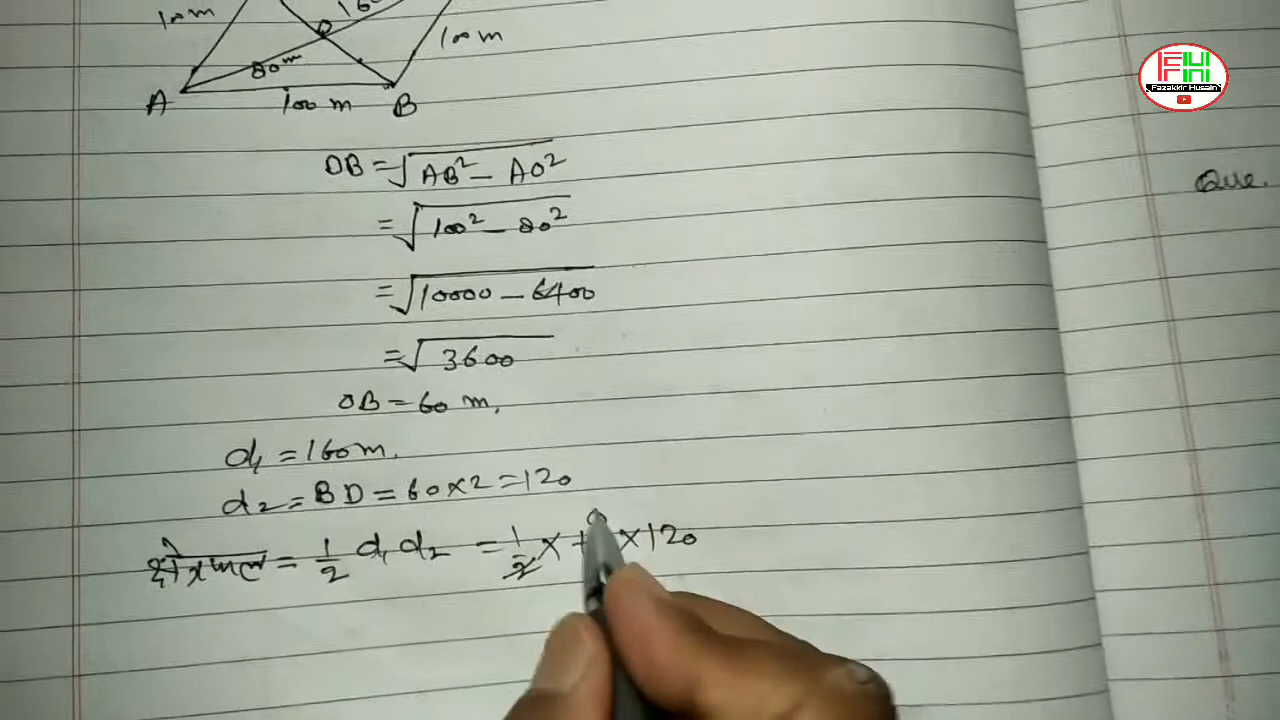 100 m
O
80 m
100 m
A
100 m
B
FH
Fazakkir Husain
Que.
OB = √AB² - AO²
= √100² - 80²
= √10000 - 6400
= √3600
OB = 60 m,
d₁ = 160 m.
d₂ = BD = 60 × 2 = 120
क्षेत्रफल = 1/2 d₁ d₂ = 1/2 × × 120